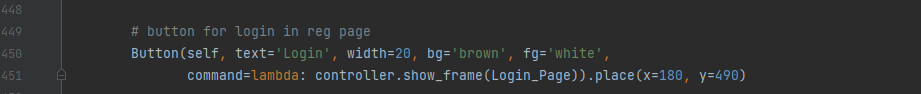 448
449 # button for login in reg page
450 Button(self, text='Login', width=20, bg='brown', fg='white',
451 command=lambda: controller.show_frame(Login_Page)).place(x=180, y=490)